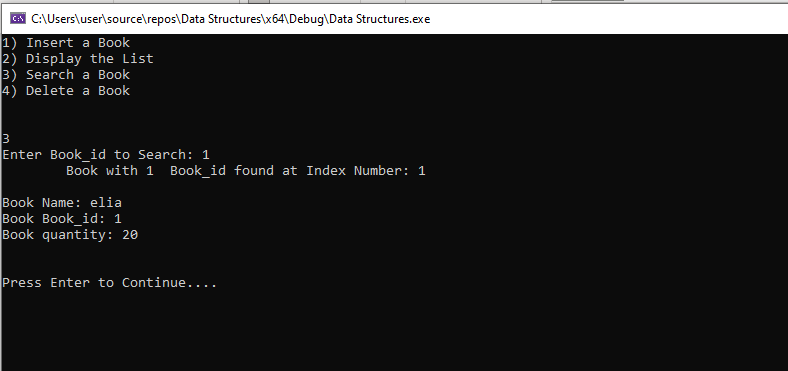 C:\Users\user\source\repos\Data Structures\x64\Debug\Data Structures.exe
1) Insert a Book
2) Display the List
3) Search a Book
4) Delete a Book
3
Enter Book_id to Search: 1
Book with 1  Book_id found at Index Number: 1
Book Name: elia
Book Book_id: 1
Book quantity: 20
Press Enter to Continue....